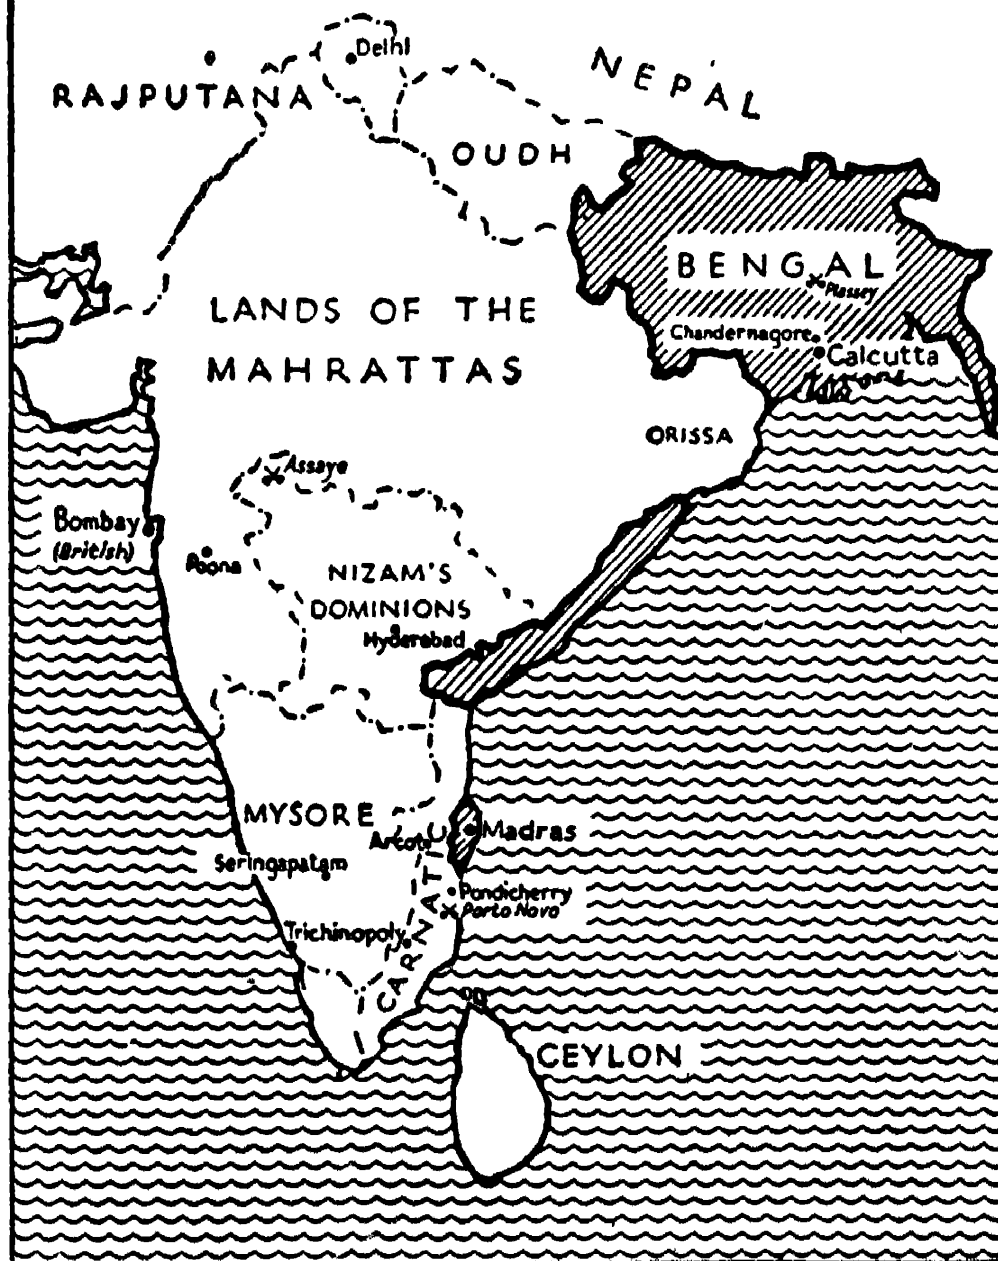 Delhi
NEPAL
RAJPUTANA
OUDH
BENGAL
Plassey
LANDS OF THE
MAHRATTAS
Chandernagore
Calcutta
ORISSA
Assaye
Bombay
(British)
Poona
NIZAM'S
DOMINIONS
Hyderabad
MYSORE
Arcot
Madras
Seringapatam
Pondicherry
Porto Novo
Trichinopoly
CARNATIC
CEYLON